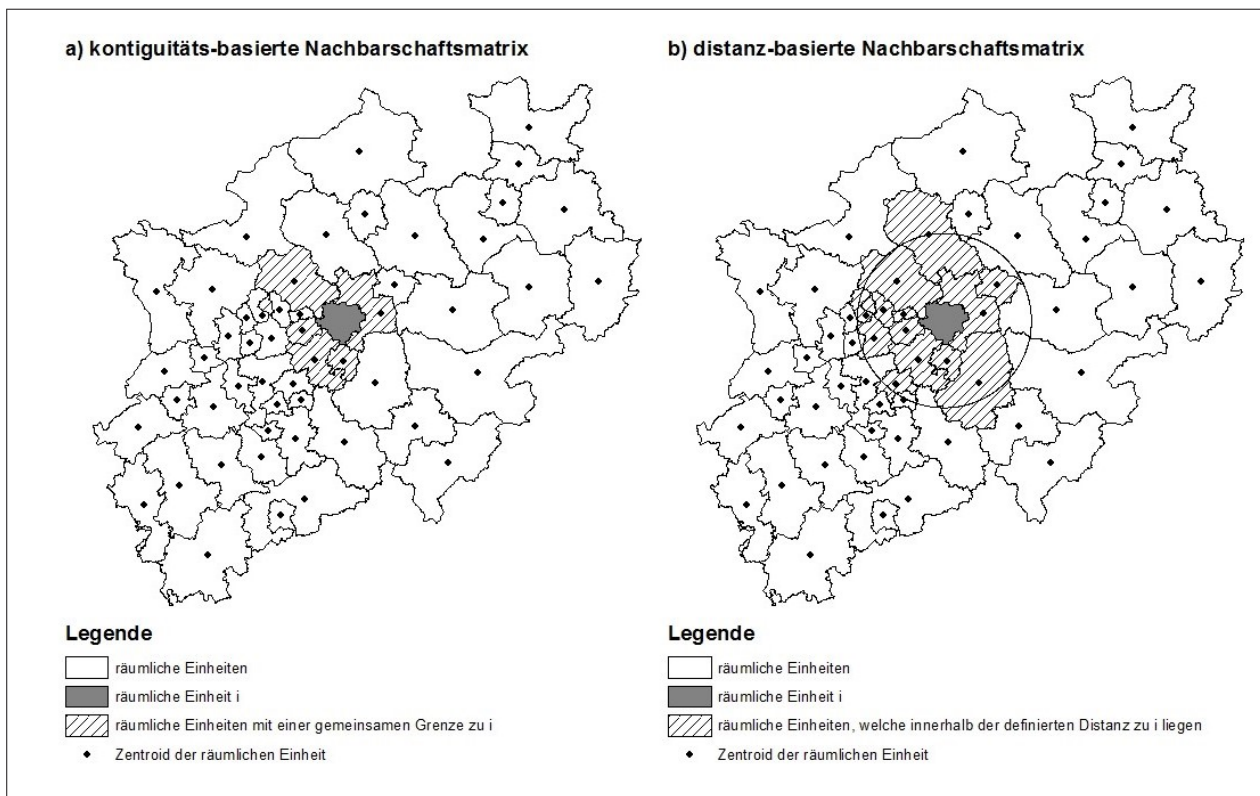 a) kontiguitäts-basierte Nachbarschaftsmatrix
Legende
räumliche Einheiten
räumliche Einheit i
räumliche Einheiten mit einer gemeinsamen Grenze zu i
Zentroid der räumlichen Einheit
b) distanz-basierte Nachbarschaftsmatrix
Legende
räumliche Einheiten
räumliche Einheit i
räumliche Einheiten, welche innerhalb der definierten Distanz zu i liegen
Zentroid der räumlichen Einheit